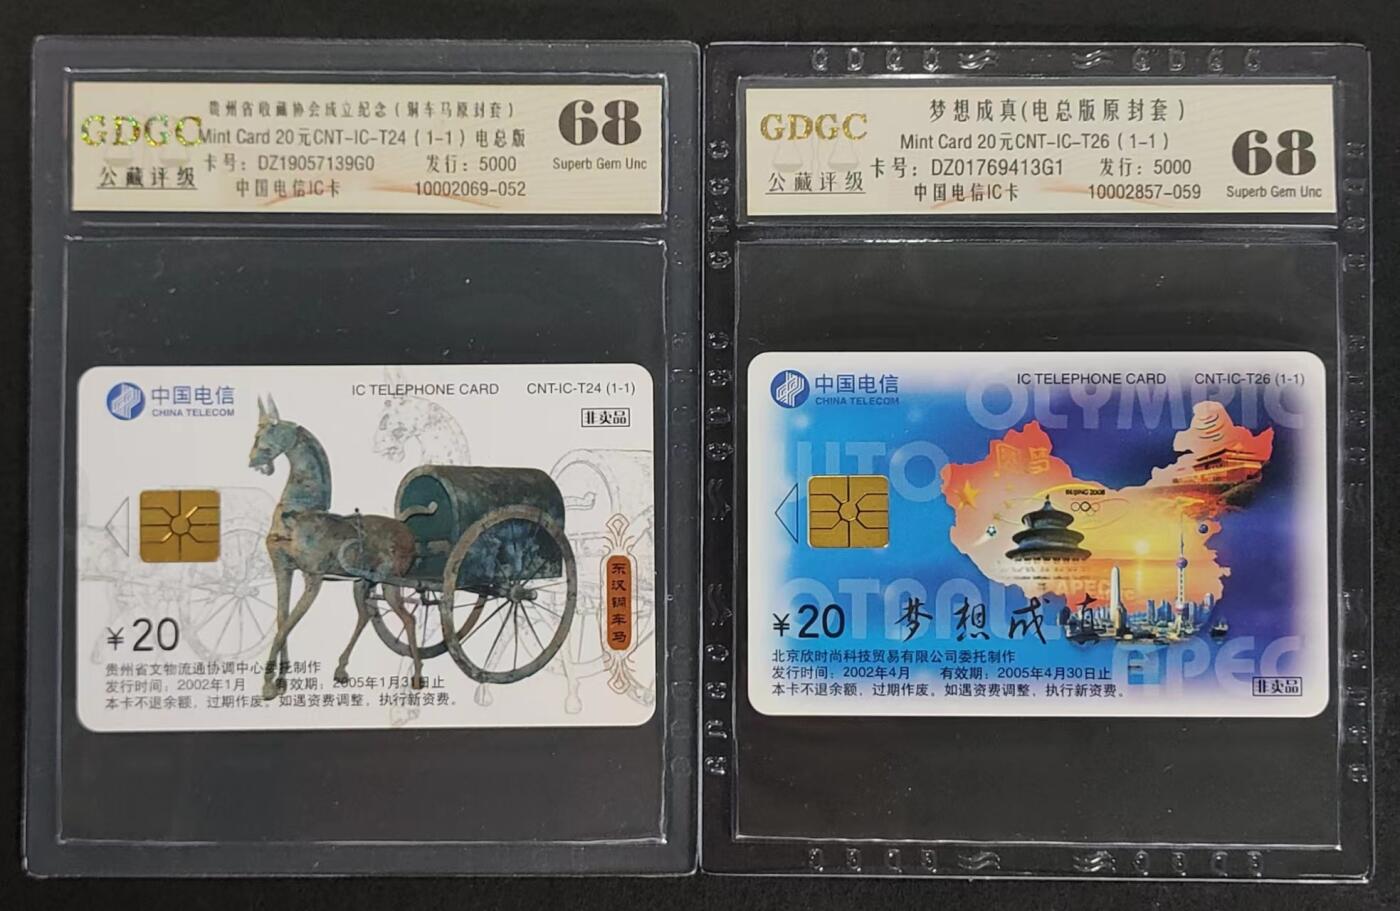 贵州省收藏协会成立纪念（铜车马原封套）
GDGC
Mint Card 20元CNT-IC-T24（1-1）电总版
卡号：DZ19057139G0 发行：5000
公藏评级
中国电信IC卡 10002069-052
68
Superb Gem Unc
中国电信
CHINA TELECOM
IC TELEPHONE CARD CNT-IC-T24 (1-1)
非卖品
东汉铜车马
￥20
贵州省文物流通协调中心委托制作
发行时间：2002年1月 有效期：2005年1月31日止
本卡不退余额，过期作废。如遇资费调整，执行新资费。
梦想成真(电总版原封套）
GDGC
Mint Card 20元CNT-IC-T26（1-1）
卡号：DZ01769413G1 发行：5000
公藏评级
中国电信IC卡 10002857-059
68
Superb Gem Unc
中国电信
CHINA TELECOM
IC TELEPHONE CARD CNT-IC-T26 (1-1)
OLYMPIC
BEIJING 2008
APEC
￥20
梦想成真
APEC
北京欣时尚科技贸易有限公司委托制作
发行时间：2002年4月 有效期：2005年4月30日止
本卡不退余额，过期作废。如遇资费调整，执行新资费。
非卖品